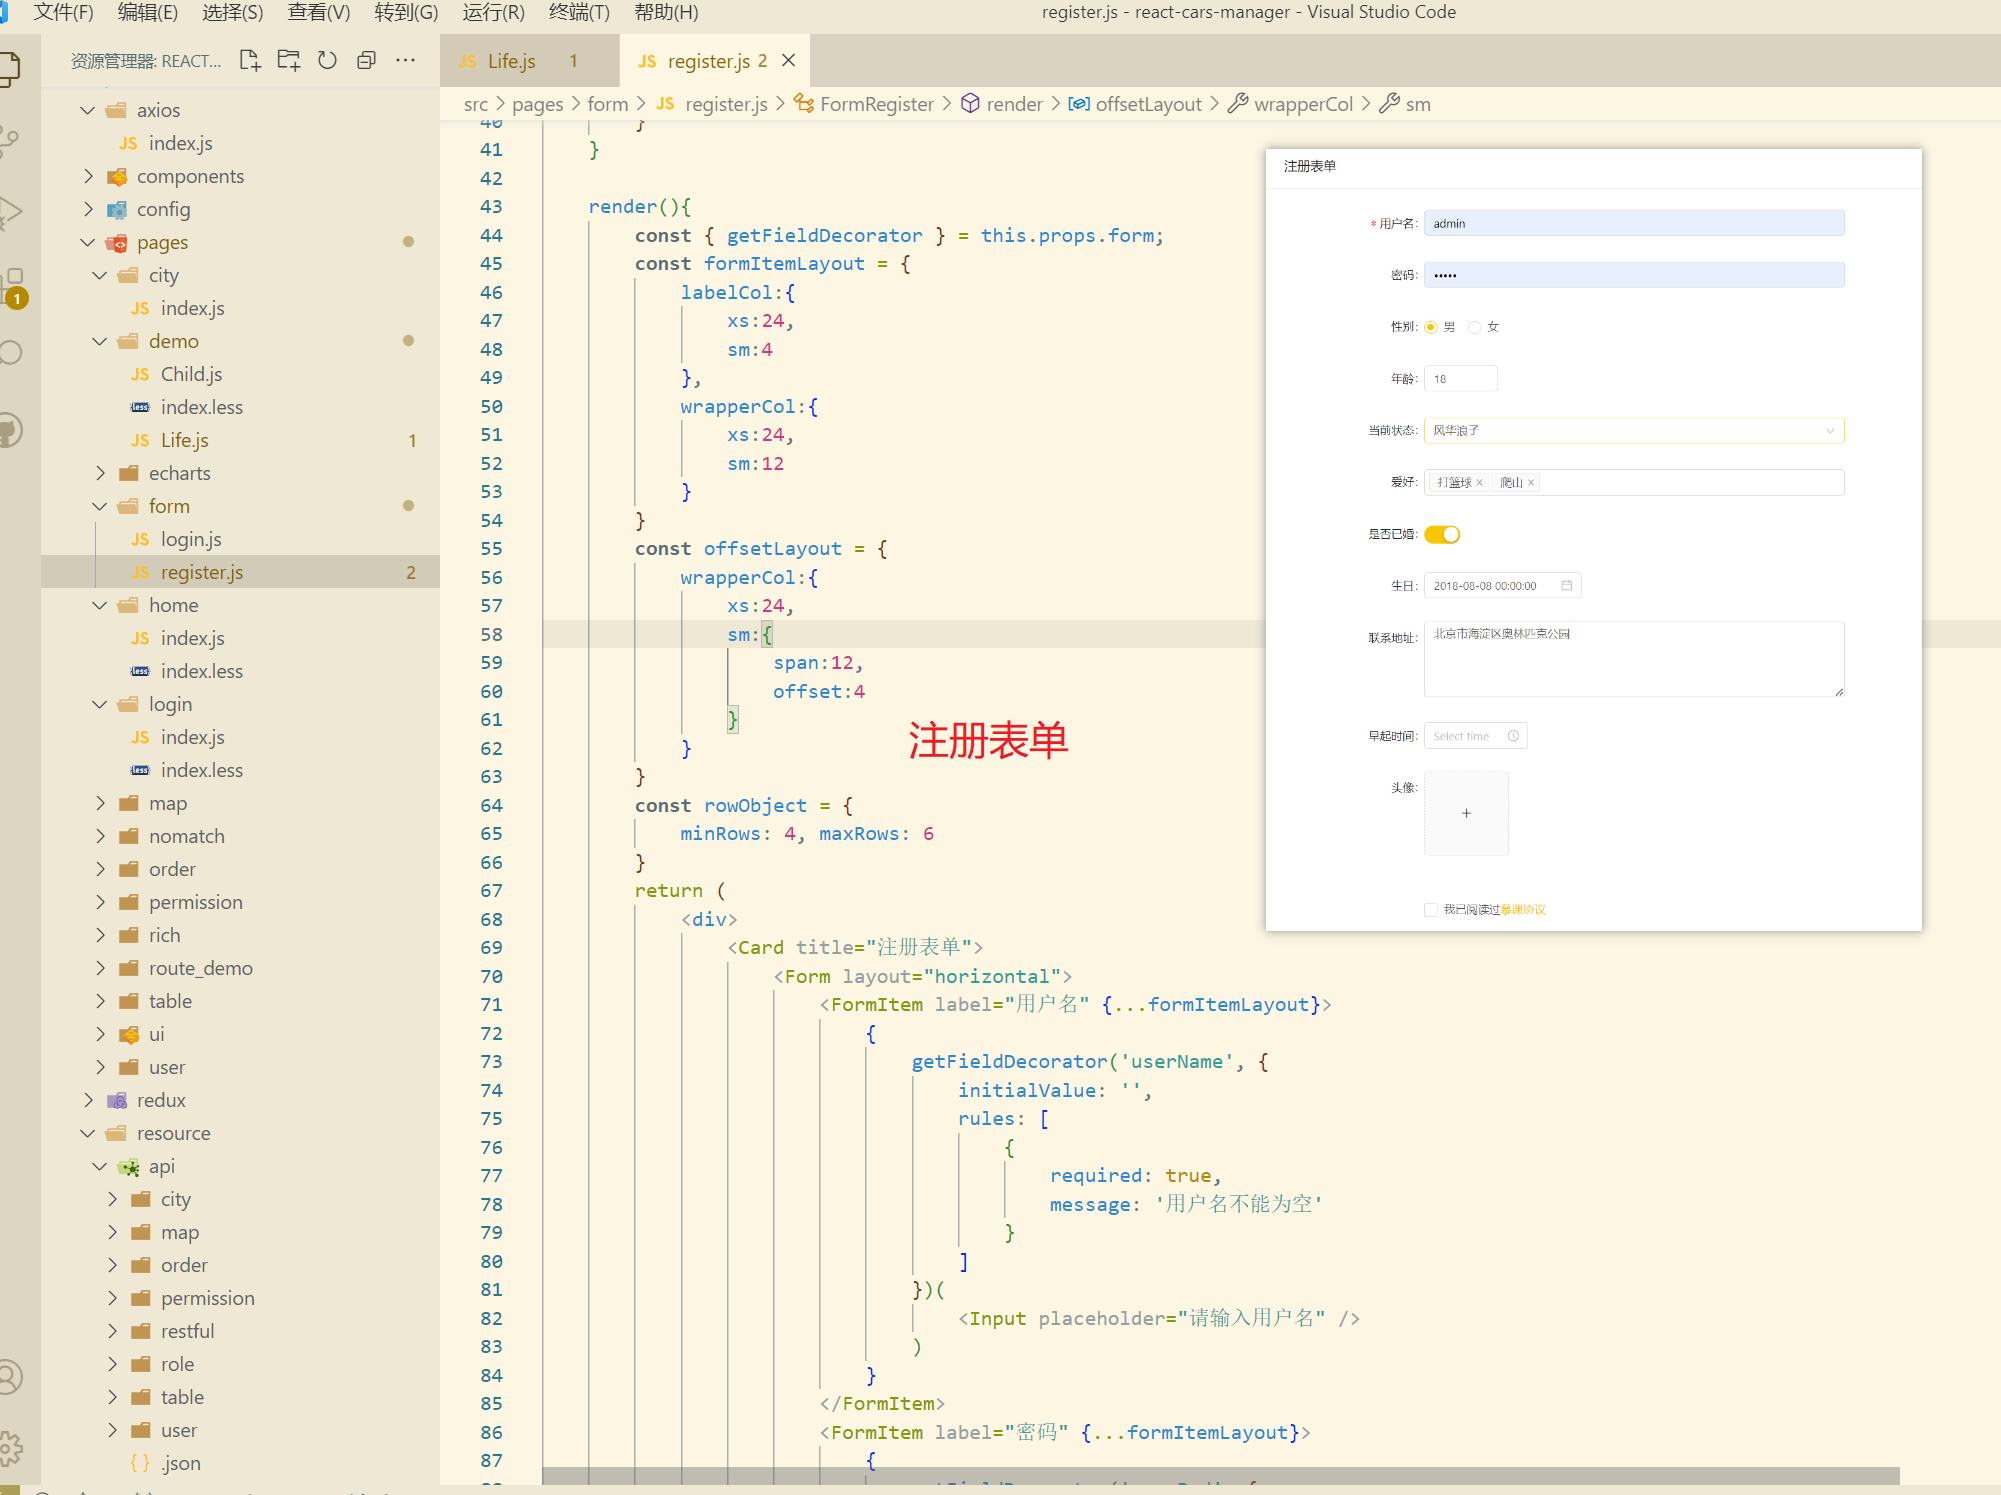 文件(F) 编辑(E) 选择(S) 查看(V) 转到(G) 运行(R) 终端(T) 帮助(H) register.js - react-cars-manager - Visual Studio Code
资源管理器: REACT...
axios
index.js
components
config
pages
city
index.js
demo
Child.js
index.less
Life.js 1
echarts
form
login.js
register.js 2
home
index.js
index.less
login
index.js
index.less
map
nomatch
order
permission
rich
route_demo
table
ui
user
redux
resource
api
city
map
order
permission
restful
role
table
user
{} .json
1
JS Life.js 1 JS register.js 2
src > pages > form > JS register.js > FormRegister > render > offsetLayout > wrapperCol > sm
40 }
41 }
42
43 render(){
44 const { getFieldDecorator } = this.props.form;
45 const formItemLayout = {
46 labelCol:{
47 xs:24,
48 sm:4
49 },
50 wrapperCol:{
51 xs:24,
52 sm:12
53 }
54 }
55 const offsetLayout = {
56 wrapperCol:{
57 xs:24,
58 sm:{
59 span:12,
60 offset:4
61 }
62 }
63 }
64 const rowObject = {
65 minRows: 4, maxRows: 6
66 }
67 return (
68 <div>
69 <Card title="注册表单">
70 <Form layout="horizontal">
71 <FormItem label="用户名" {...formItemLayout}>
72 {
73 getFieldDecorator('userName', {
74 initialValue: '',
75 rules: [
76 {
77 required: true,
78 message: '用户名不能为空'
79 }
80 ]
81 })(
82 <Input placeholder="请输入用户名" />
83 )
84 }
85 </FormItem>
86 <FormItem label="密码" {...formItemLayout}>
87 {
注册表单
注册表单
* 用户名: admin
密码: •••••
性别: 男 女
年龄: 18
当前状态: 风华浪子
爱好: 打篮球 × 爬山 ×
是否已婚:
生日: 2018-08-08 00:00:00
联系地址: 北京市海淀区奥林匹克公园
早起时间: Select time
头像: +
我已阅读过慕课协议